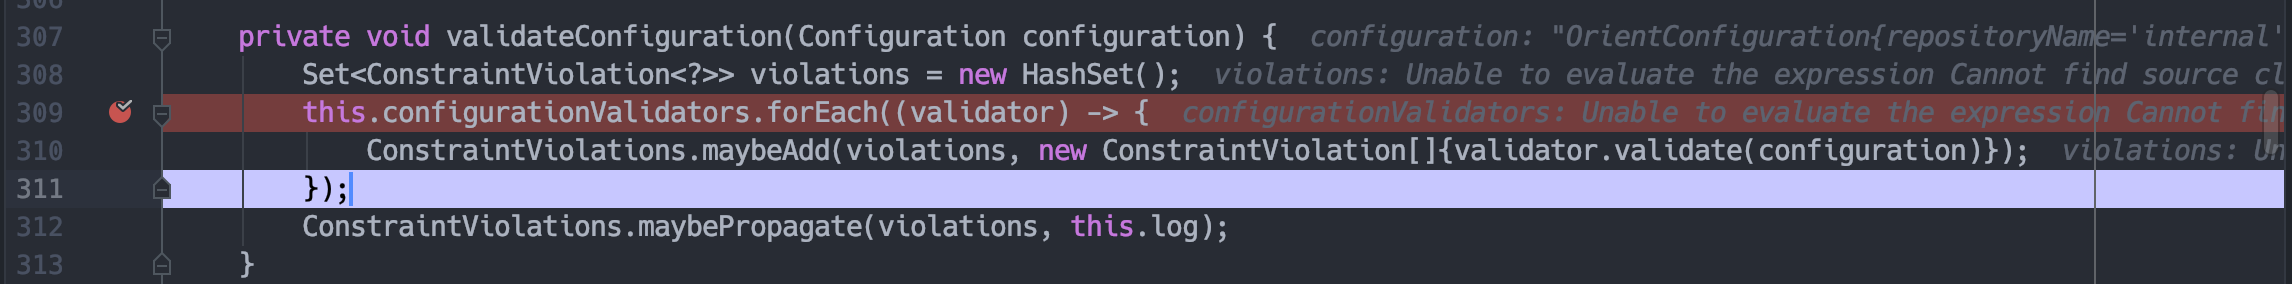 306
307 private void validateConfiguration(Configuration configuration) { configuration: "OrientConfiguration{repositoryName='internal'
308 Set<ConstraintViolation<?>> violations = new HashSet(); violations: Unable to evaluate the expression Cannot find source cl
309 this.configurationValidators.forEach((validator) -> { configurationValidators: Unable to evaluate the expression Cannot fin
310 ConstraintViolations.maybeAdd(violations, new ConstraintViolation[]{validator.validate(configuration)}); violations: Un
311 });
312 ConstraintViolations.maybePropagate(violations, this.log);
313 }